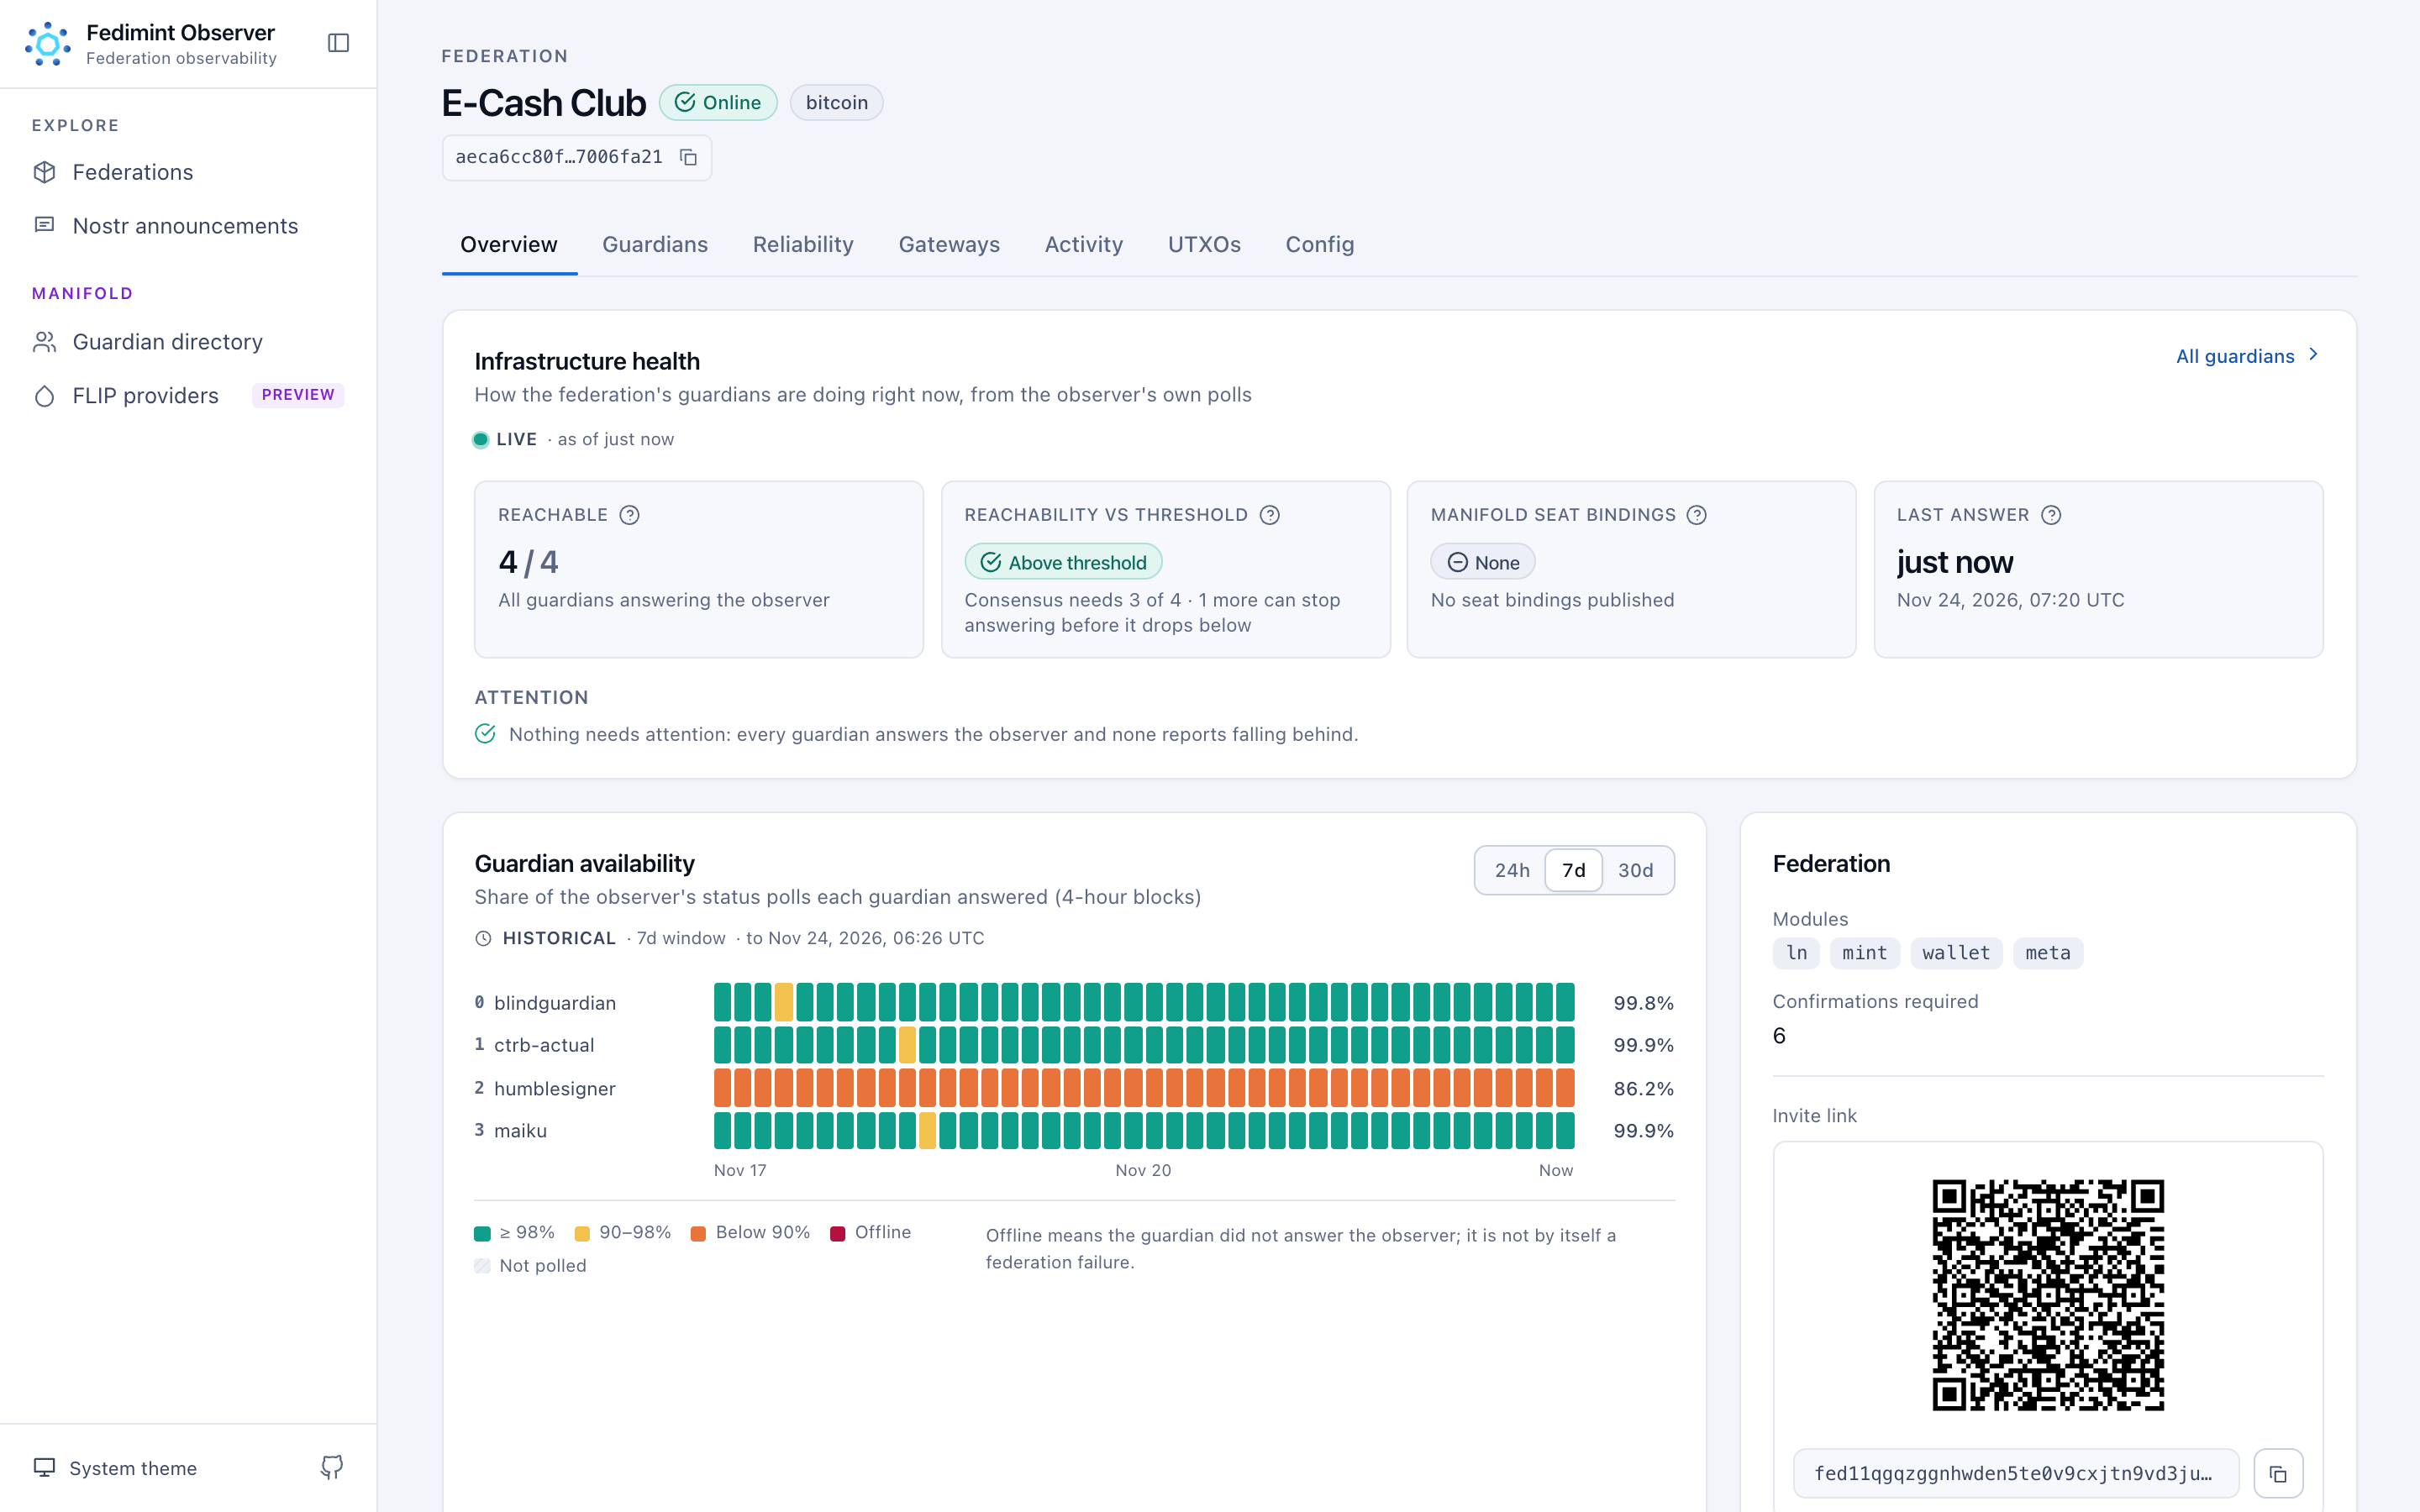 Fedimint Observer
Federation observability
EXPLORE
Federations
Nostr announcements
MANIFOLD
Guardian directory
FLIP providers PREVIEW
System theme
FEDERATION
E-Cash Club Online bitcoin
aeca6cc80f…7006fa21
Overview Guardians Reliability Gateways Activity UTXOs Config
Infrastructure health
All guardians
How the federation's guardians are doing right now, from the observer's own polls
LIVE · as of just now
REACHABLE
4 / 4
All guardians answering the observer
REACHABILITY VS THRESHOLD
Above threshold
Consensus needs 3 of 4 · 1 more can stop
answering before it drops below
MANIFOLD SEAT BINDINGS
None
No seat bindings published
LAST ANSWER
just now
Nov 24, 2026, 07:20 UTC
ATTENTION
Nothing needs attention: every guardian answers the observer and none reports falling behind.
Guardian availability
24h 7d 30d
Share of the observer's status polls each guardian answered (4-hour blocks)
HISTORICAL · 7d window · to Nov 24, 2026, 06:26 UTC
0 blindguardian 99.8%
1 ctrb-actual 99.9%
2 humblesigner 86.2%
3 maiku 99.9%
Nov 17 Nov 20 Now
≥ 98% 90–98% Below 90% Offline
Not polled
Offline means the guardian did not answer the observer; it is not by itself a
federation failure.
Federation
Modules
ln mint wallet meta
Confirmations required
6
Invite link
fed11qgqzggnhwden5te0v9cxjtn9vd3ju…